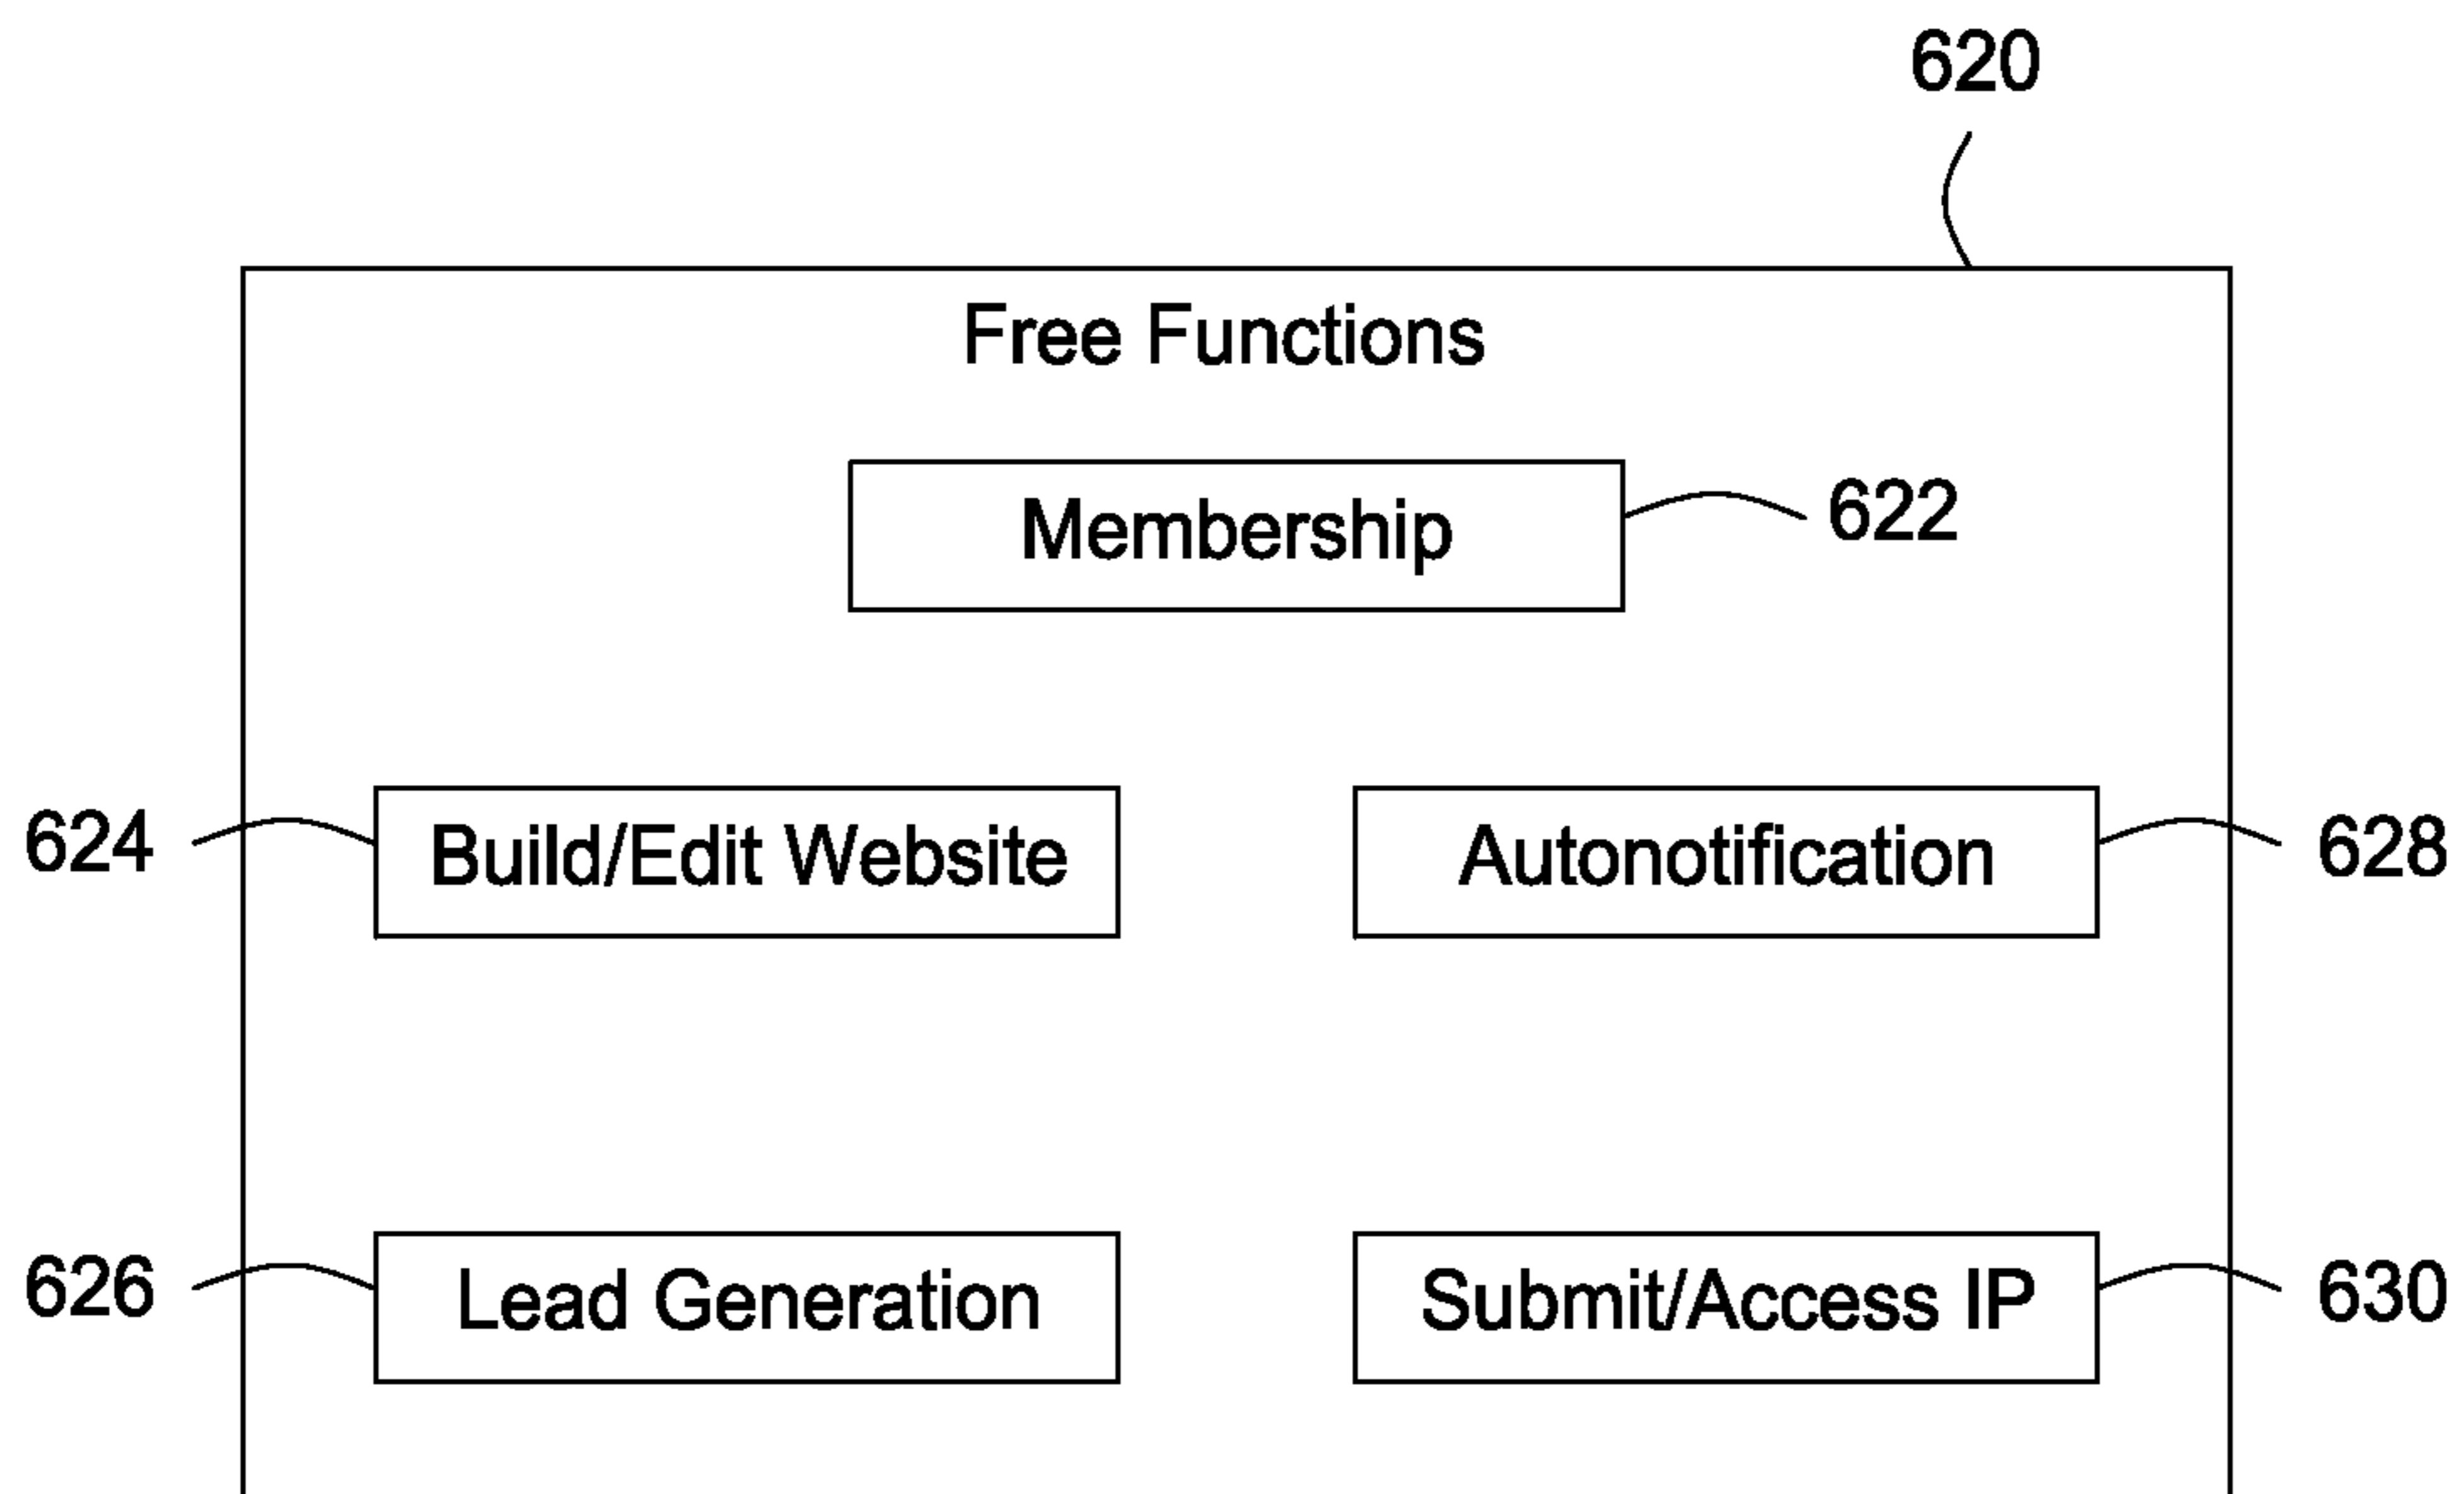 620
Free Functions
Membership 622
624 Build/Edit Website Autonotification 628
626 Lead Generation Submit/Access IP 630